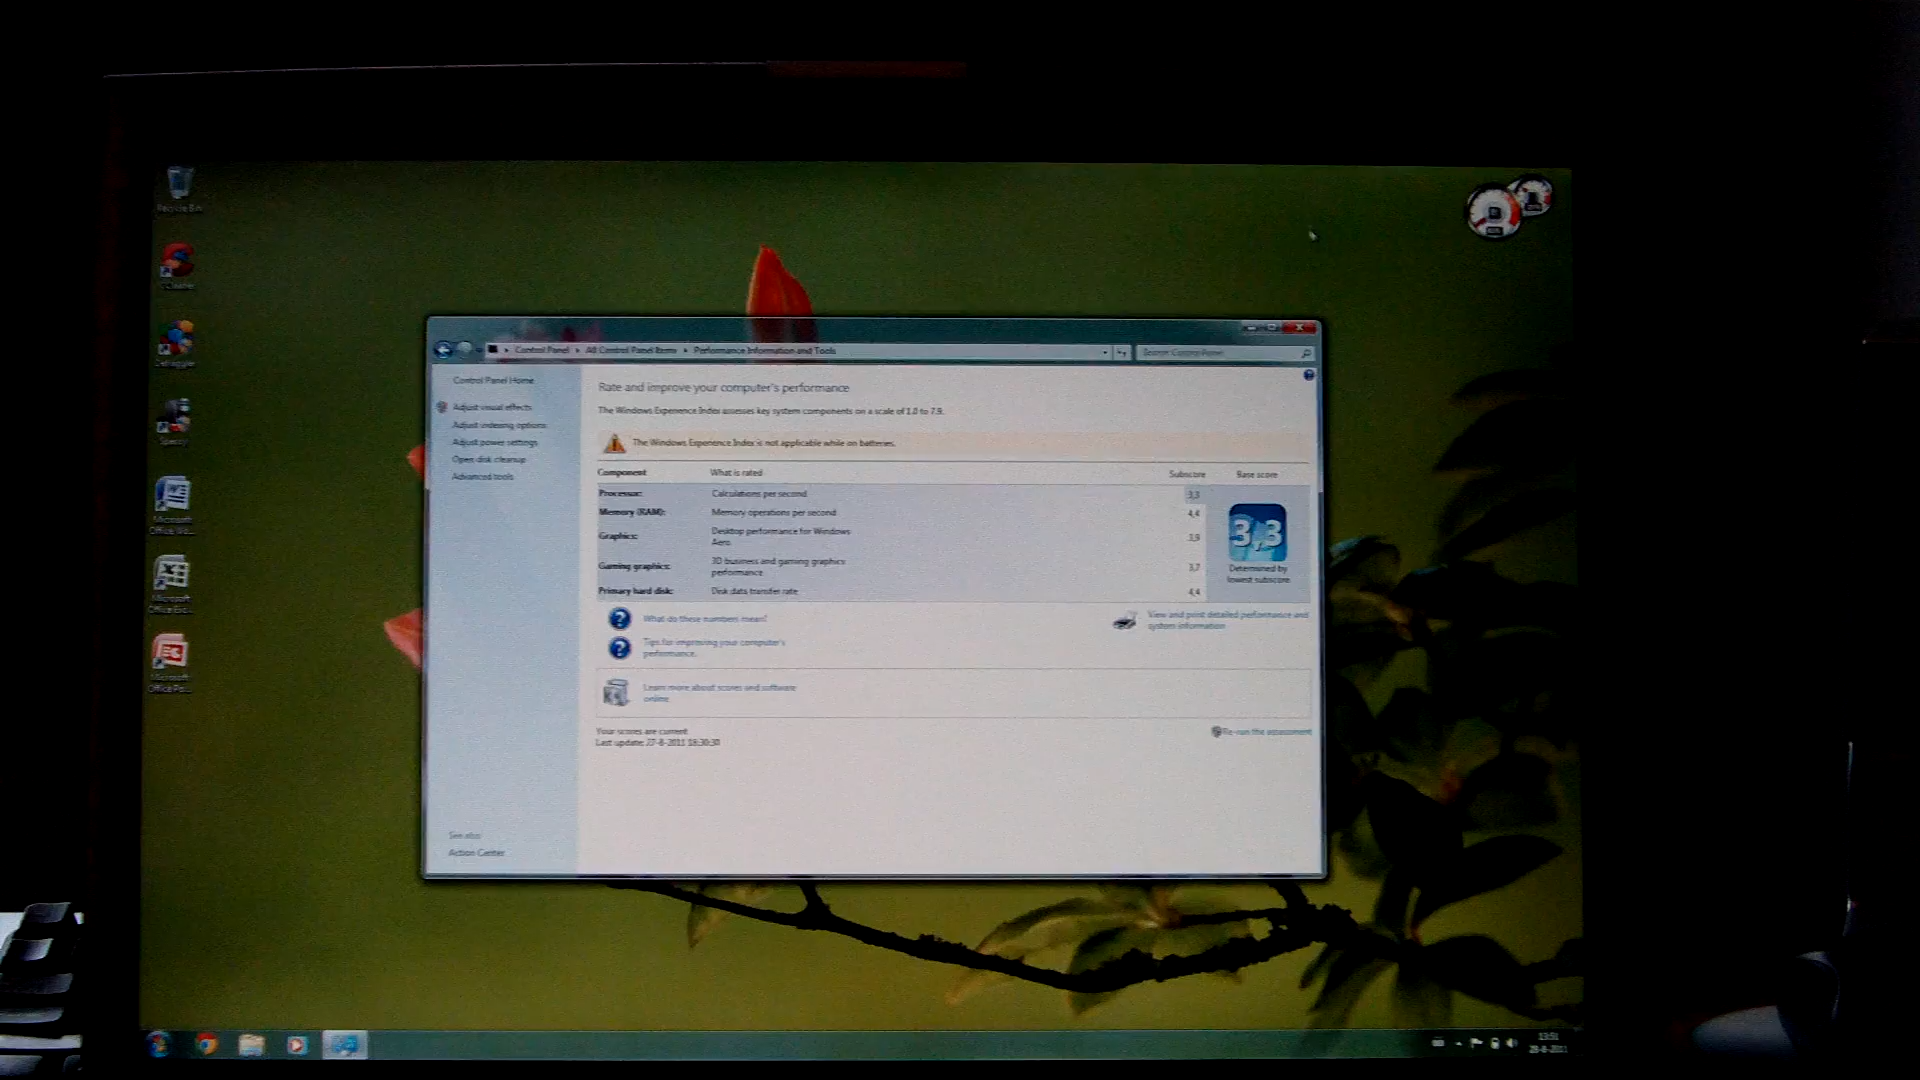 Recycle Bin
CCleaner
Defraggler
Speccy
Microsoft
Office Wo...
Microsoft
Office Exc...
Microsoft
Office Po...
Control Panel ▸ All Control Panel Items ▸ Performance Information and Tools
Search Control Panel
Control Panel Home
Adjust visual effects
Adjust indexing options
Adjust power settings
Open disk cleanup
Advanced tools
Rate and improve your computer's performance
The Windows Experience Index assesses key system components on a scale of 1.0 to 7.9.
The Windows Experience Index is not applicable while on batteries.
Component What is rated Subscore Base score
Processor: Calculations per second 3,3
Memory (RAM): Memory operations per second 4,4
Graphics: Desktop performance for Windows
Aero 3,9
Gaming graphics: 3D business and gaming graphics
performance 3,7
Primary hard disk: Disk data transfer rate 4,4
3,3
Determined by
lowest subscore
What do these numbers mean?
Tips for improving your computer's
performance.
View and print detailed performance and
system information
Learn more about scores and software
online
Your scores are current
Last update: 27-8-2011 18:30:30
Re-run the assessment
See also
Action Center
13:51
28-8-2011